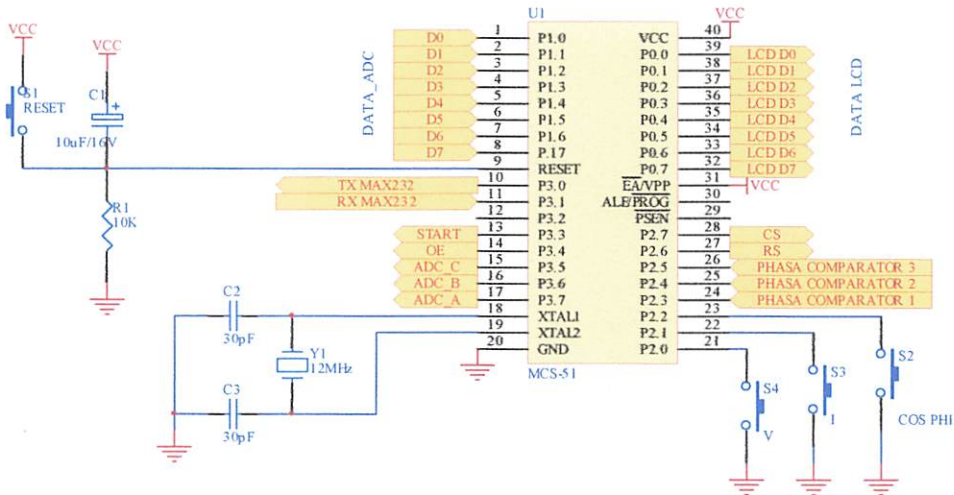 VCC
VCC
S1
RESET
C1
+
10uF/16V
R1
10K
DATA_ADC
D0
D1
D2
D3
D4
D5
D6
D7
TX MAX232
RX MAX232
START
OE
ADC_C
ADC_B
ADC_A
C2
30pF
Y1
12MHz
C3
30pF
U1
1 P1.0 VCC 40 VCC
2 P1.1 P0.0 39
3 P1.2 P0.1 38
4 P1.3 P0.2 37
5 P1.4 P0.3 36
6 P1.5 P0.4 35
7 P1.6 P0.5 34
8 P.17 P0.6 33
9 RESET P0.7 32
10 P3.0 EA/VPP 31 VCC
11 P3.1 ALE/PROG 30
12 P3.2 PSEN 29
13 P3.3 P2.7 28
14 P3.4 P2.6 27
15 P3.5 P2.5 26
16 P3.6 P2.4 25
17 P3.7 P2.3 24
18 XTAL1 P2.2 23
19 XTAL2 P2.1 22
20 GND P2.0 21
MCS-51
LCD D0
LCD D1
LCD D2
LCD D3
LCD D4
LCD D5
LCD D6
LCD D7
DATA LCD
CS
RS
PHASA COMPARATOR 3
PHASA COMPARATOR 2
PHASA COMPARATOR 1
S4
V
S3
I
S2
COS PHI